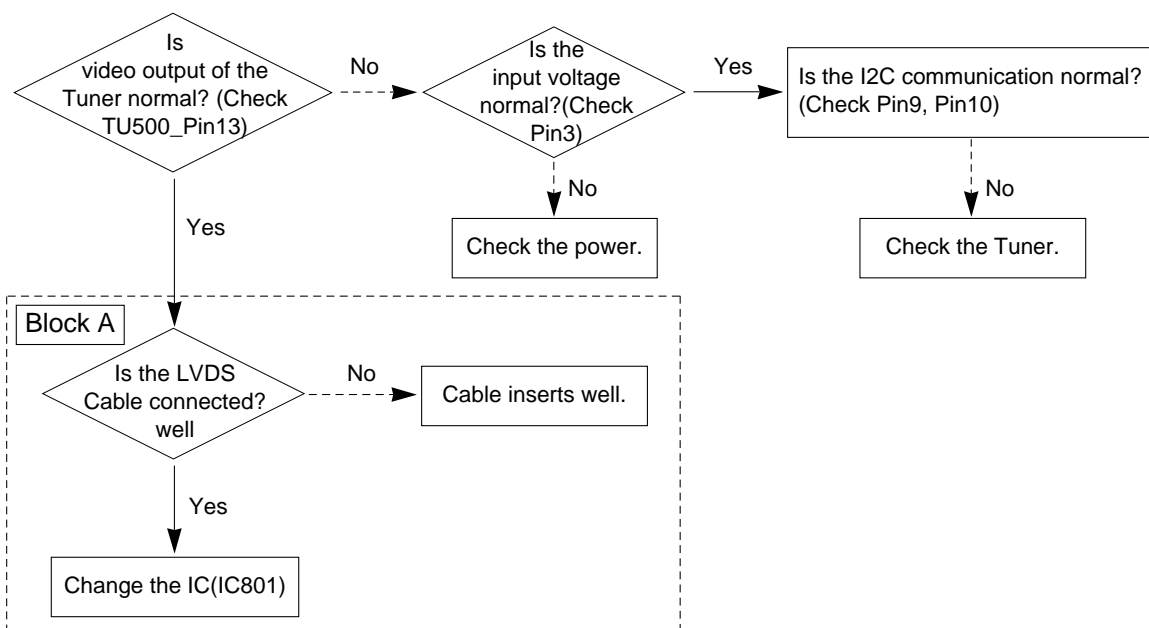 Is
video output of the
Tuner normal? (Check
TU500_Pin13)
No
Is the
input voltage
normal?(Check
Pin3)
Yes
Is the I2C communication normal?
(Check Pin9, Pin10)
No
Check the power.
No
Check the Tuner.
Yes
Block A
Is the LVDS
Cable connected?
well
No
Cable inserts well.
Yes
Change the IC(IC801)